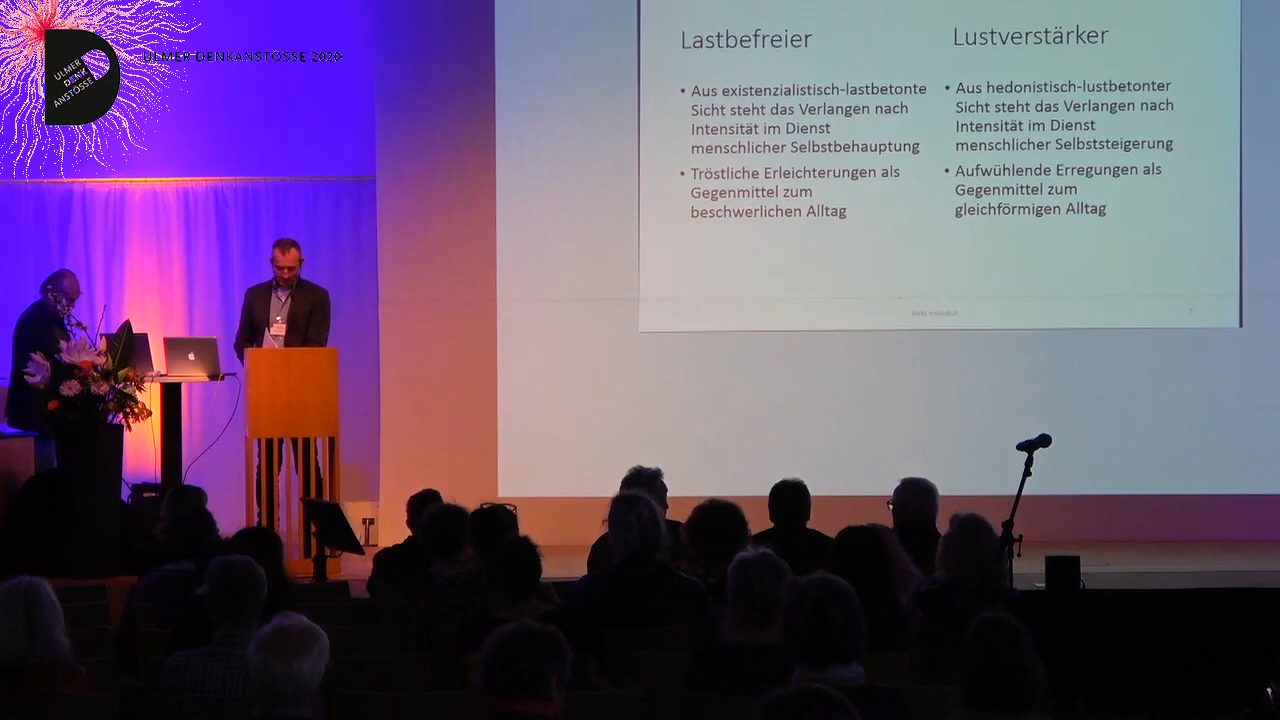 ULMER DENKANSTÖSSE 2020
ULMER
DENK
ANSTÖSSE
Lastbefreier
• Aus existenzialistisch-lastbetonte
Sicht steht das Verlangen nach
Intensität im Dienst
menschlicher Selbstbehauptung
• Tröstliche Erleichterungen als
Gegenmittel zum
beschwerlichen Alltag
Lustverstärker
• Aus hedonistisch-lustbetonter
Sicht steht das Verlangen nach
Intensität im Dienst
menschlicher Selbststeigerung
• Aufwühlende Erregungen als
Gegenmittel zum
gleichförmigen Alltag